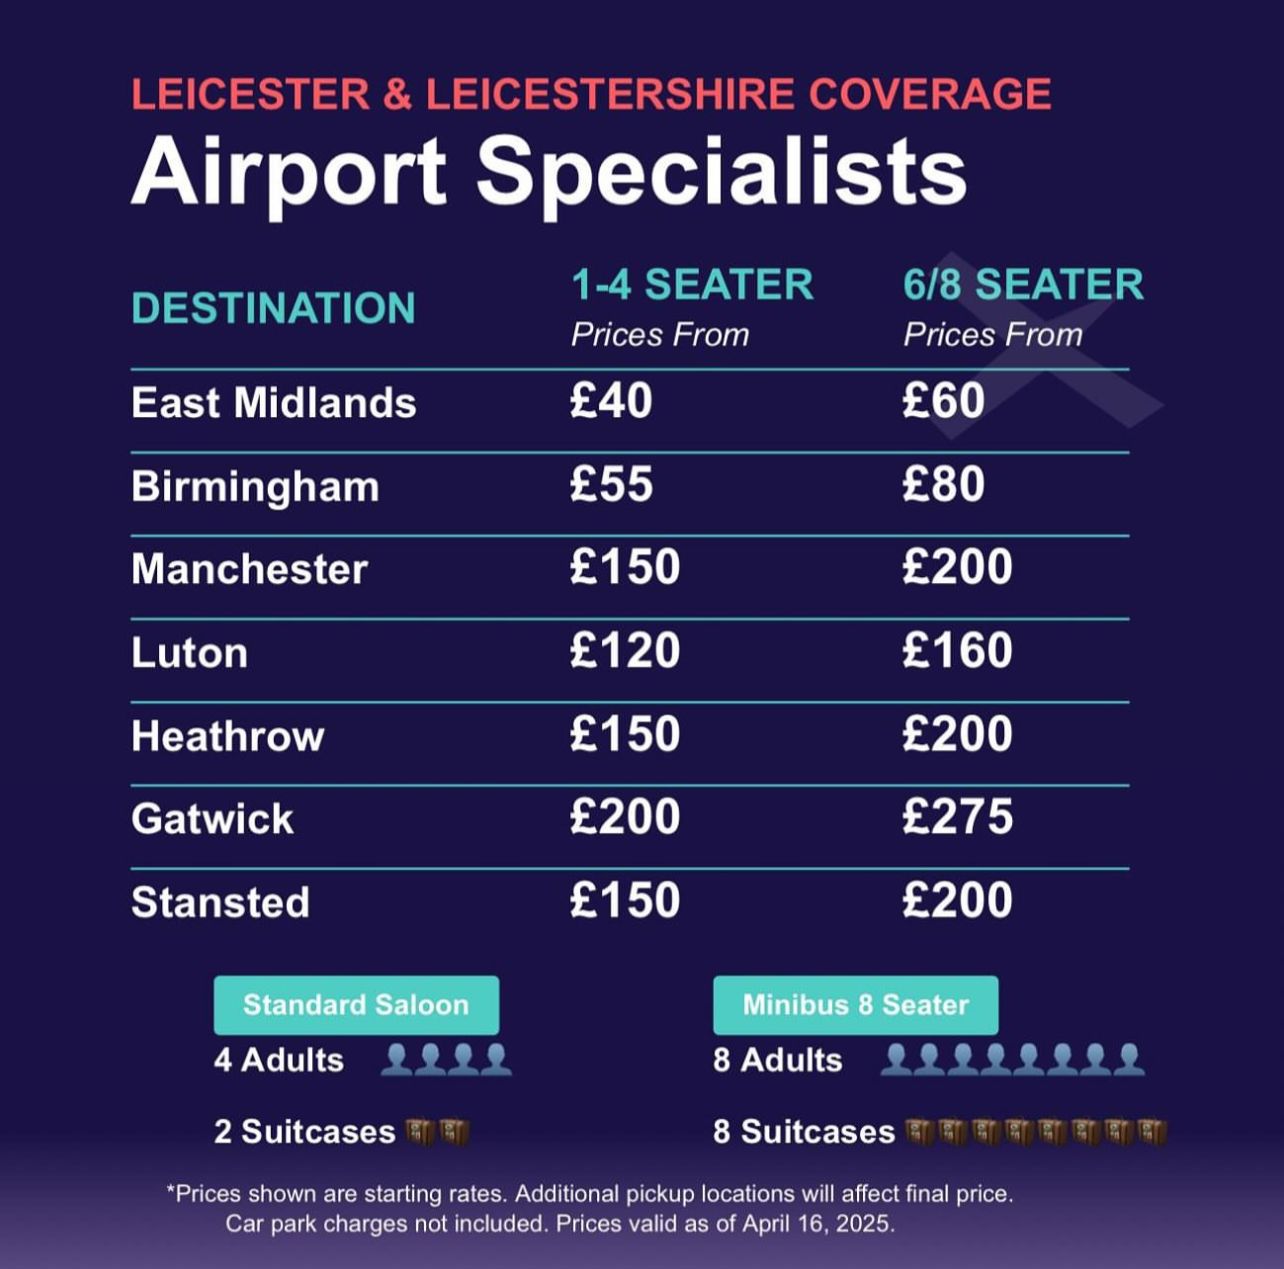 LEICESTER & LEICESTERSHIRE COVERAGE
Airport Specialists
DESTINATION 1-4 SEATER 6/8 SEATER
Prices From Prices From
East Midlands £40 £60
Birmingham £55 £80
Manchester £150 £200
Luton £120 £160
Heathrow £150 £200
Gatwick £200 £275
Stansted £150 £200
Standard Saloon Minibus 8 Seater
4 Adults 8 Adults
2 Suitcases 8 Suitcases
*Prices shown are starting rates. Additional pickup locations will affect final price.
Car park charges not included. Prices valid as of April 16, 2025.